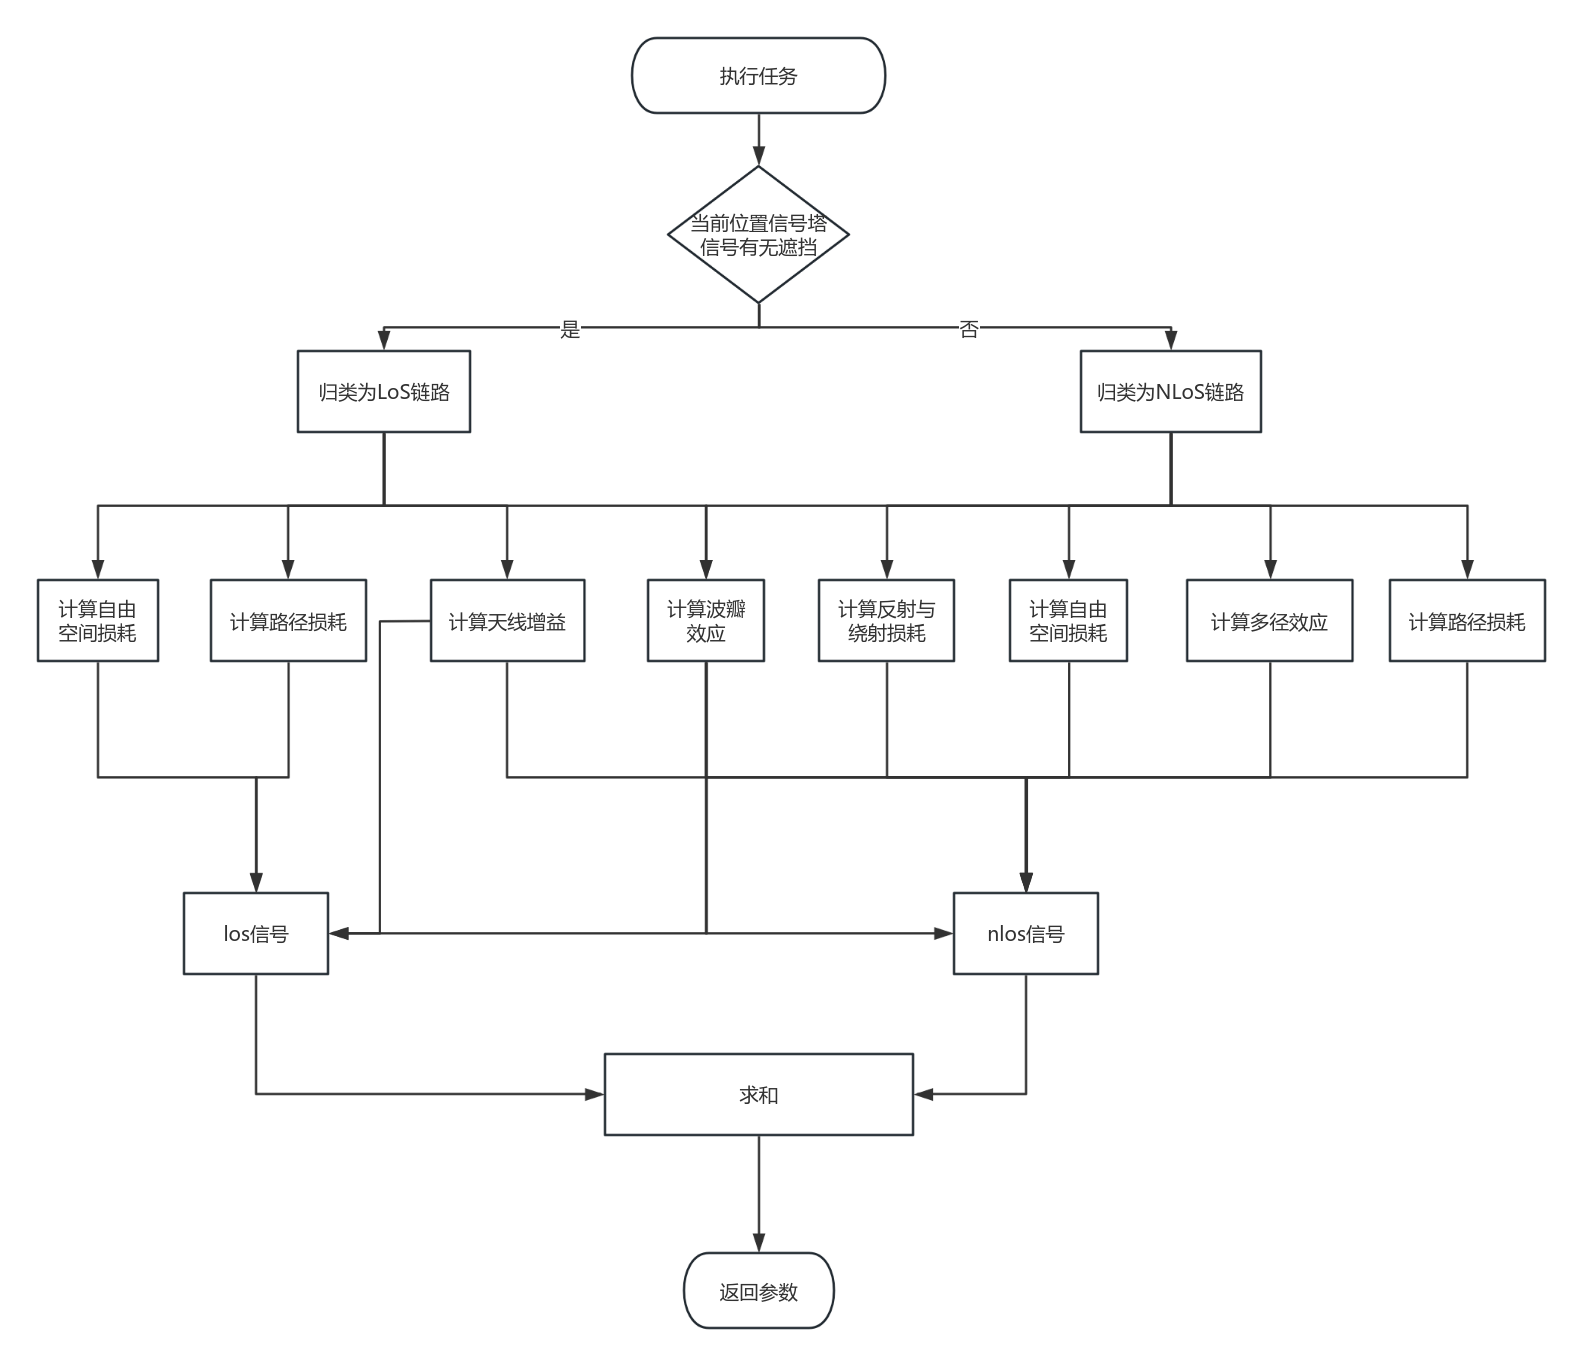 执行任务
当前位置信号塔
信号有无遮挡
是
否
归类为LoS链路
归类为NLoS链路
计算自由
空间损耗
计算路径损耗
计算天线增益
计算波瓣
效应
计算反射与
绕射损耗
计算自由
空间损耗
计算多径效应
计算路径损耗
los信号
nlos信号
求和
返回参数